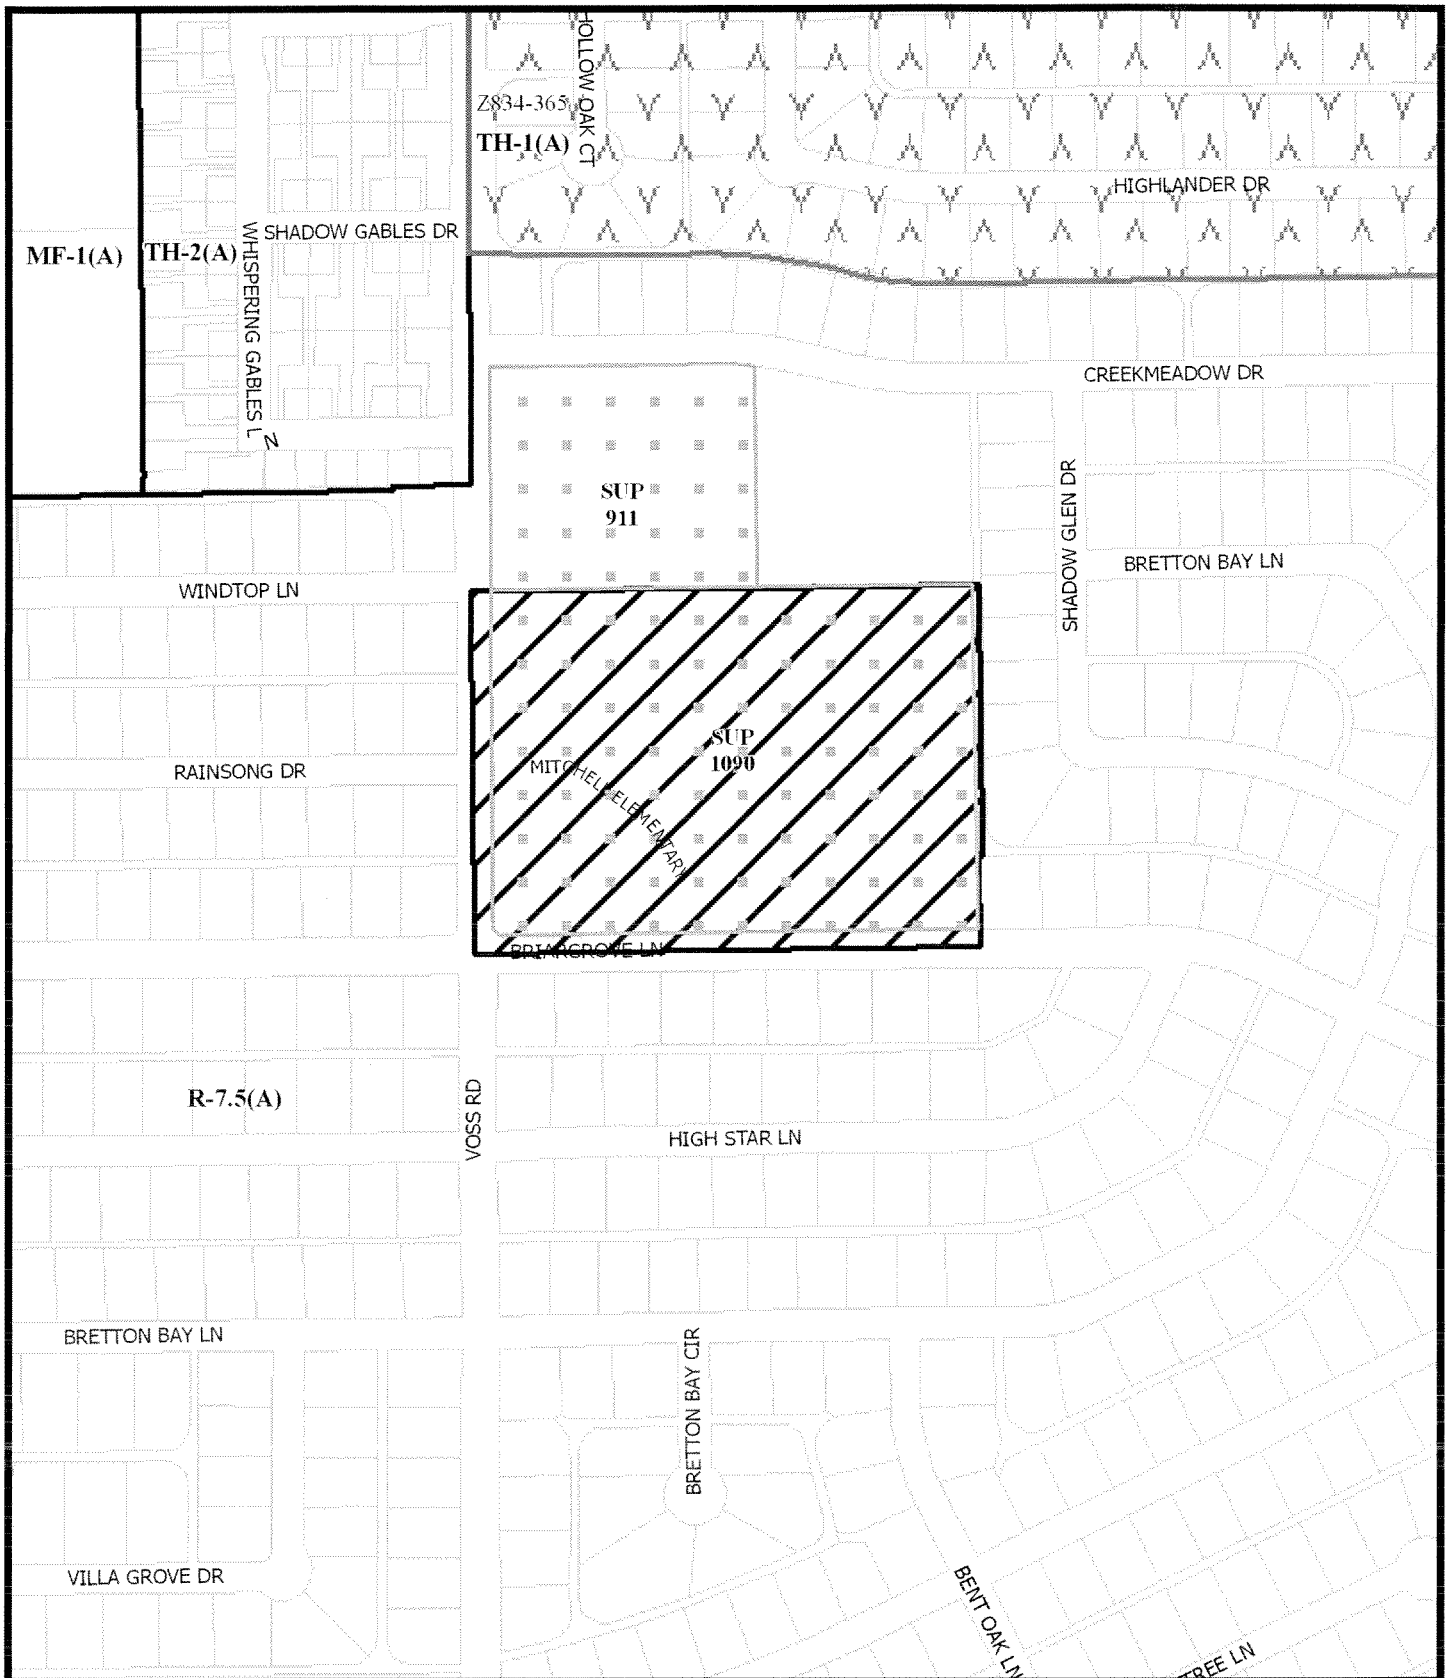 HOLLOW OAK CT
Z834-365
TH-1(A)
HIGHLANDER DR
MF-1(A)
TH-2(A)
SHADOW GABLES DR
WHISPERING GABLES L
N
CREEKMEADOW DR
SUP
911
SHADOW GLEN DR
BRETTON BAY LN
WINDTOP LN
SUP
1090
MITCHELL ELEMENTARY
RAINSONG DR
BRIARGROVE LN
R-7.5(A)
VOSS RD
HIGH STAR LN
BRETTON BAY LN
BRETTON BAY CIR
VILLA GROVE DR
BENT OAK LN
TREE LN